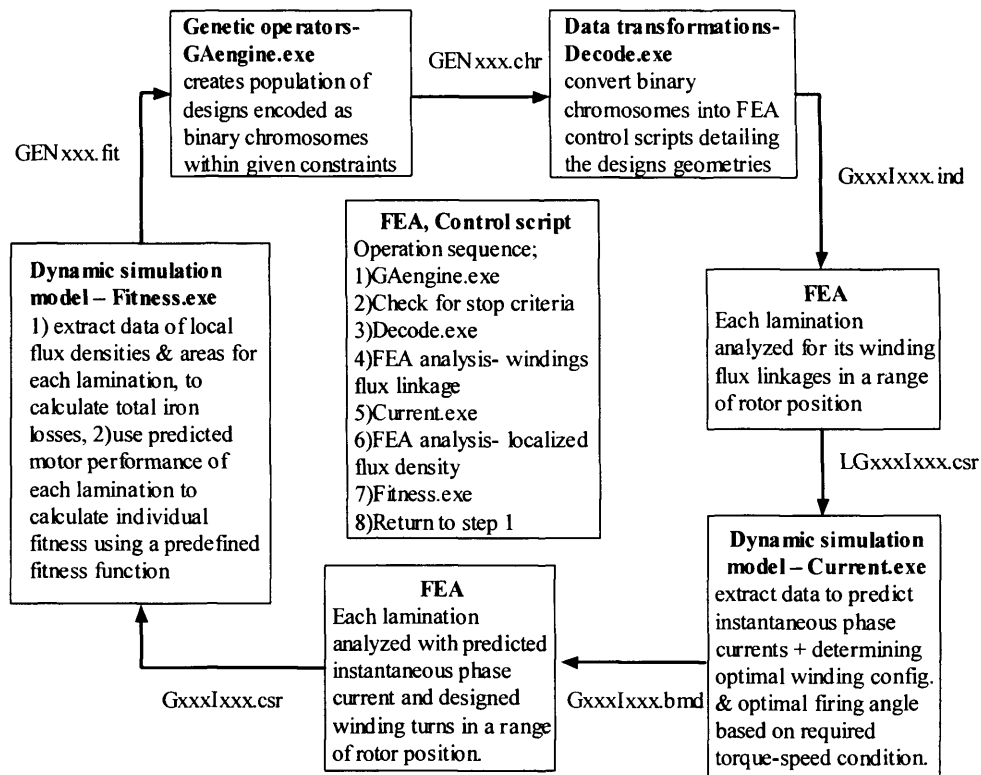 Genetic operators-
GAengine.exe
creates population of
designs encoded as
binary chromosomes
within given constraints
GENxxx.chr
Data transformations-
Decode.exe
convert binary
chromosomes into FEA
control scripts detailing
the designs geometries
GENxxx.fit
GxxxIxxx.ind
FEA, Control script
Operation sequence;
1)GAengine.exe
2)Check for stop criteria
3)Decode.exe
4)FEA analysis- windings
flux linkage
5)Current.exe
6)FEA analysis- localized
flux density
7)Fitness.exe
8)Return to step 1
Dynamic simulation
model – Fitness.exe
1) extract data of local
flux densities & areas for
each lamination, to
calculate total iron
losses, 2)use predicted
motor performance of
each lamination to
calculate individual
fitness using a predefined
fitness function
FEA
Each lamination
analyzed for its winding
flux linkages in a range
of rotor position
LGxxxIxxx.csr
Dynamic simulation
model – Current.exe
extract data to predict
instantaneous phase
currents + determining
optimal winding config.
& optimal firing angle
based on required
torque-speed condition.
GxxxIxxx.bmd
FEA
Each lamination
analyzed with predicted
instantaneous phase
current and designed
winding turns in a range
of rotor position.
GxxxIxxx.csr